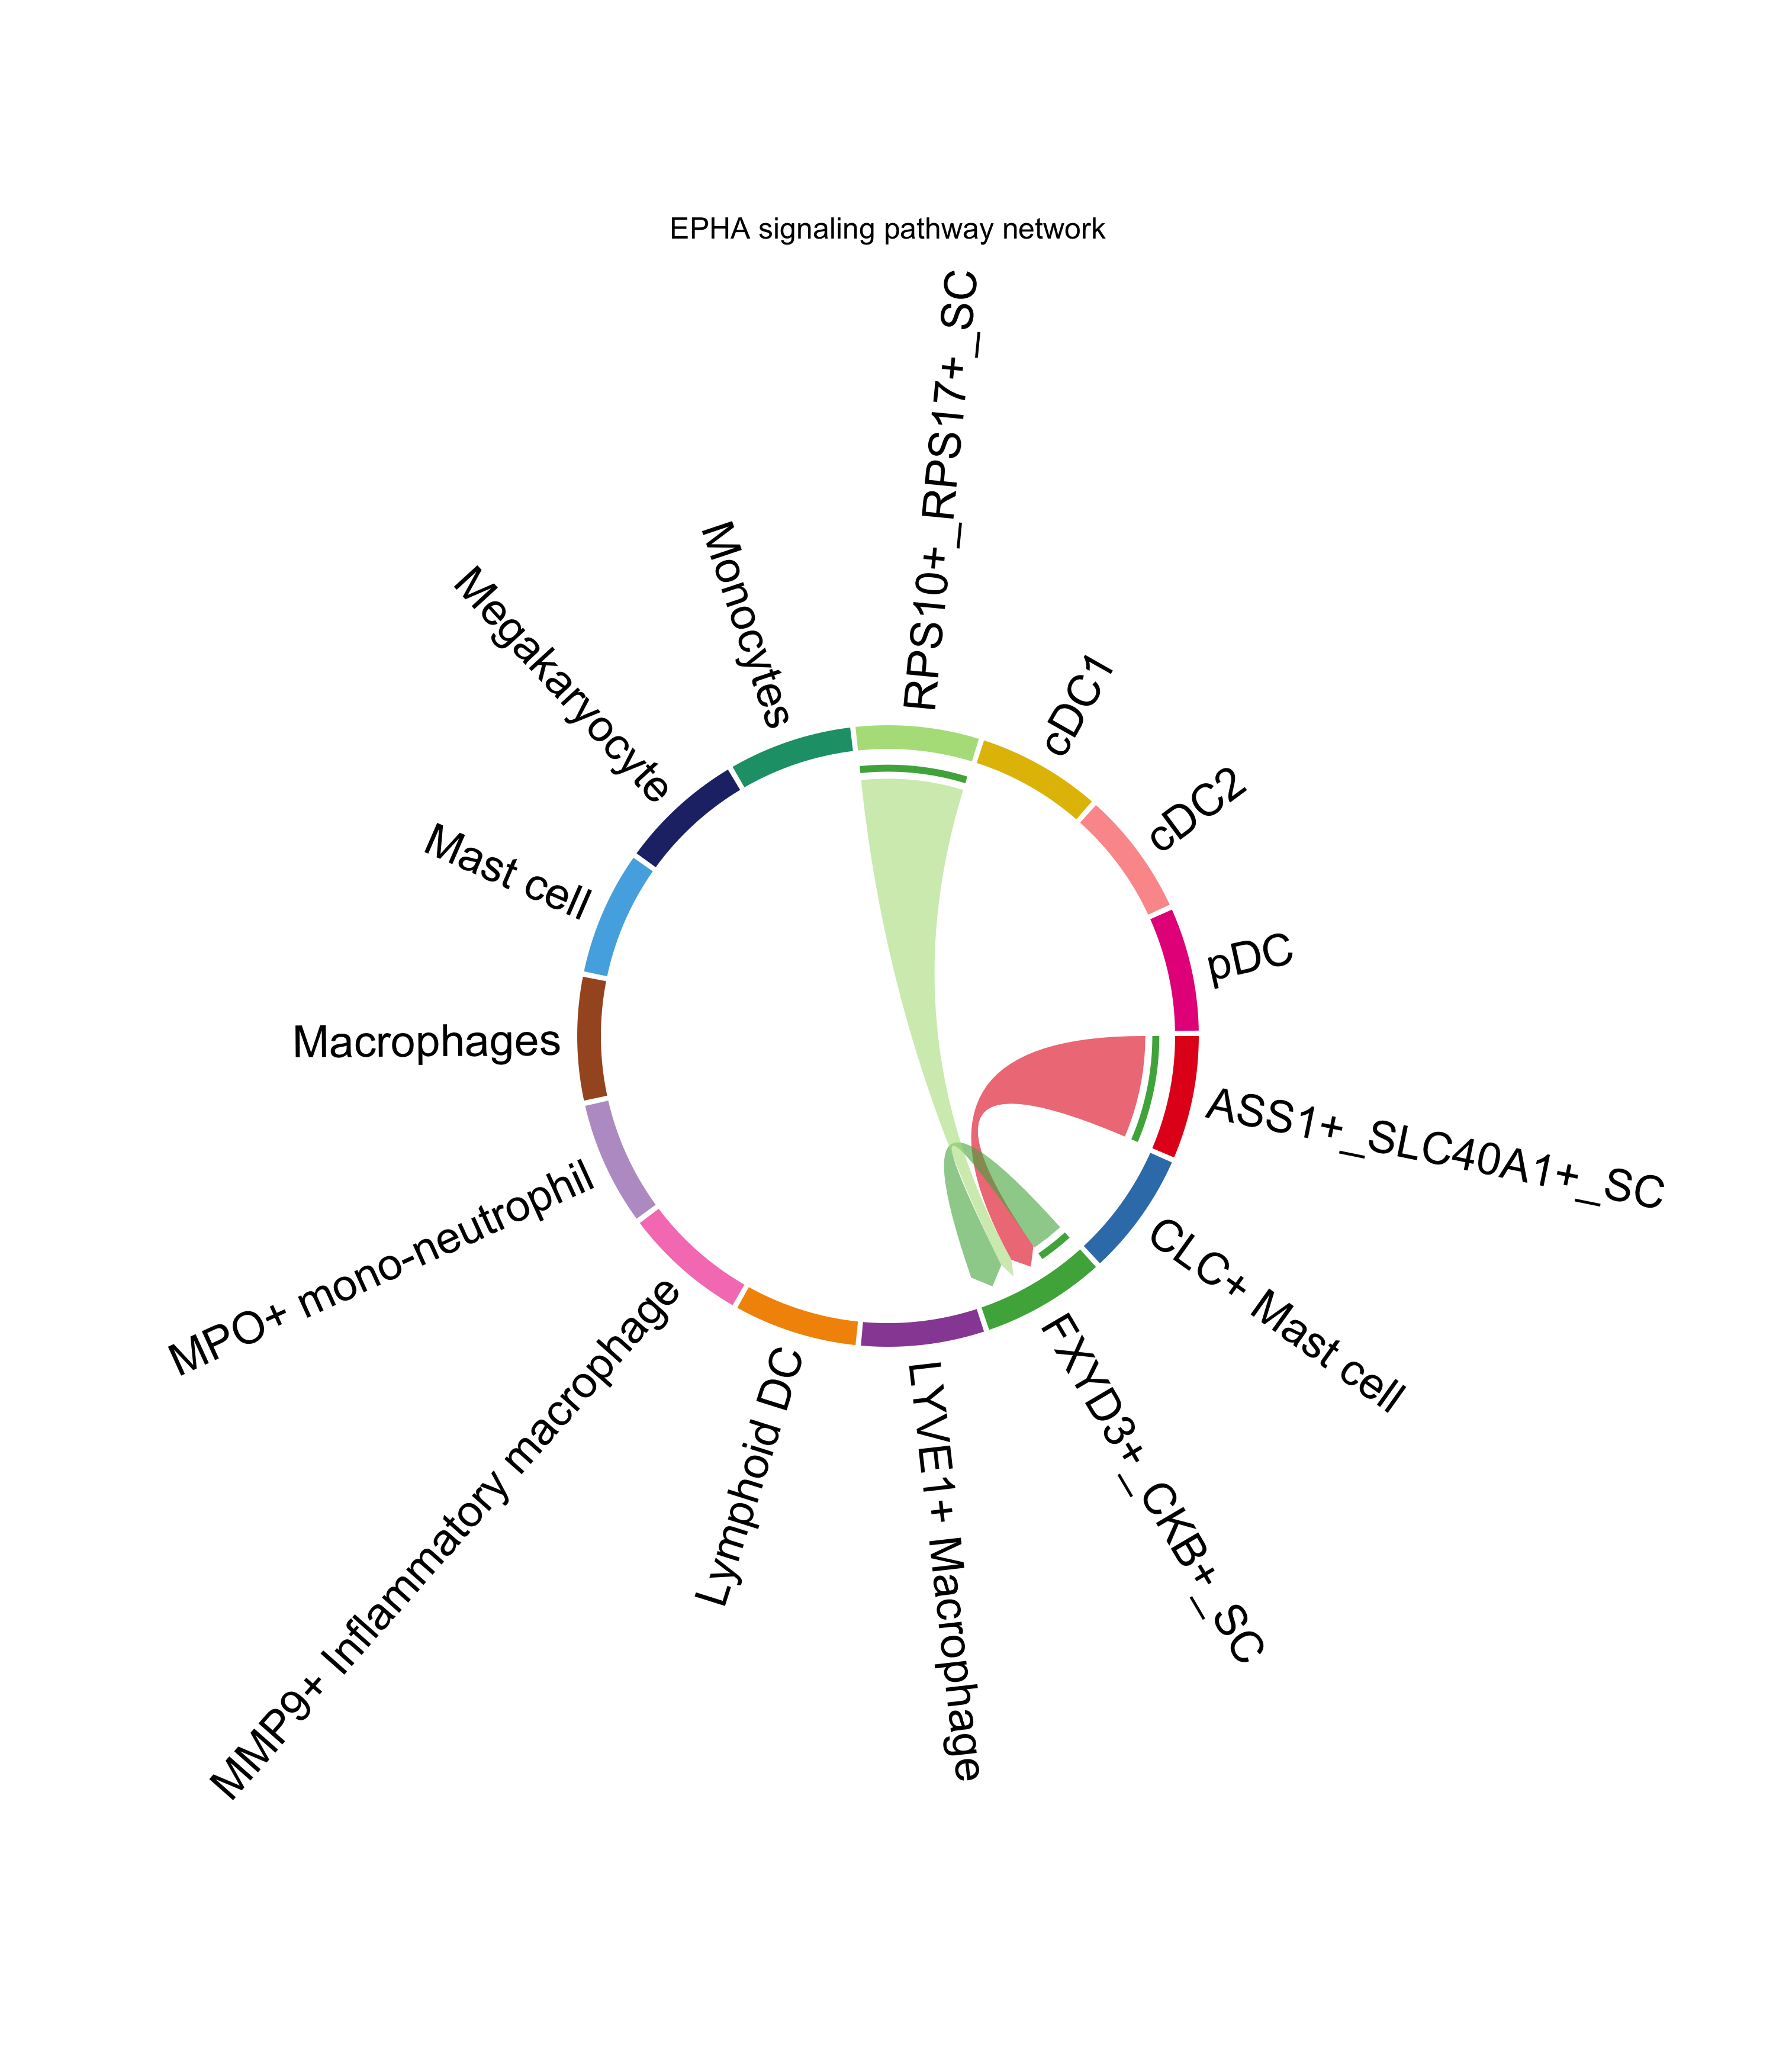 EPHA signaling pathway network
RPS10+_RPS17+_SC
cDC1
cDC2
pDC
ASS1+_SLC40A1+_SC
CLC+ Mast cell
FXYD3+_CKB+_SC
LYVE1+ Macrophage
Lymphoid DC
MMP9+ Inflammatory macrophage
MPO+ mono-neutrophil
Macrophages
Mast cell
Megakaryocyte
Monocytes